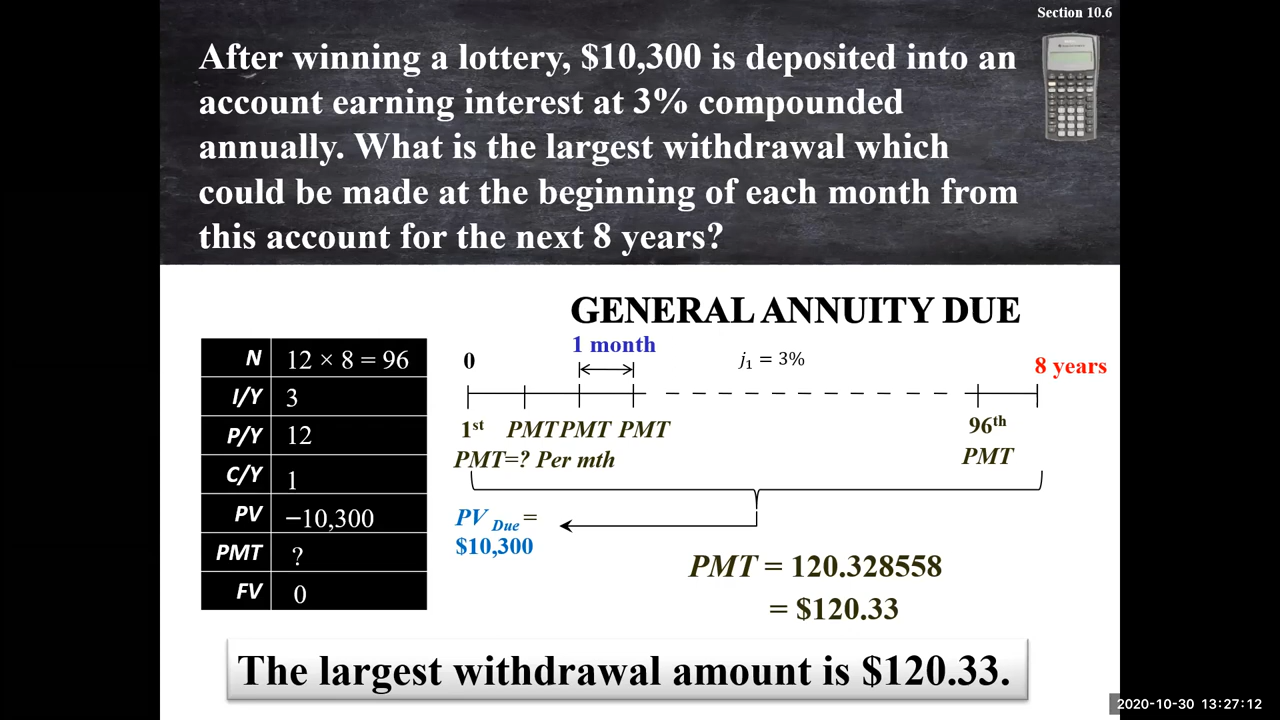 Section 10.6
After winning a lottery, $10,300 is deposited into an
account earning interest at 3% compounded
annually. What is the largest withdrawal which
could be made at the beginning of each month from
this account for the next 8 years?
GENERAL ANNUITY DUE
N 12 × 8 = 96
I/Y 3
P/Y 12
C/Y 1
PV −10,300
PMT ?
FV 0
1 month
0
j₁ = 3%
8 years
1st PMT PMT PMT 96th
PMT=? Per mth PMT
PV Due =
$10,300
PMT = 120.328558
= $120.33
The largest withdrawal amount is $120.33.
2020-10-30 13:27:12